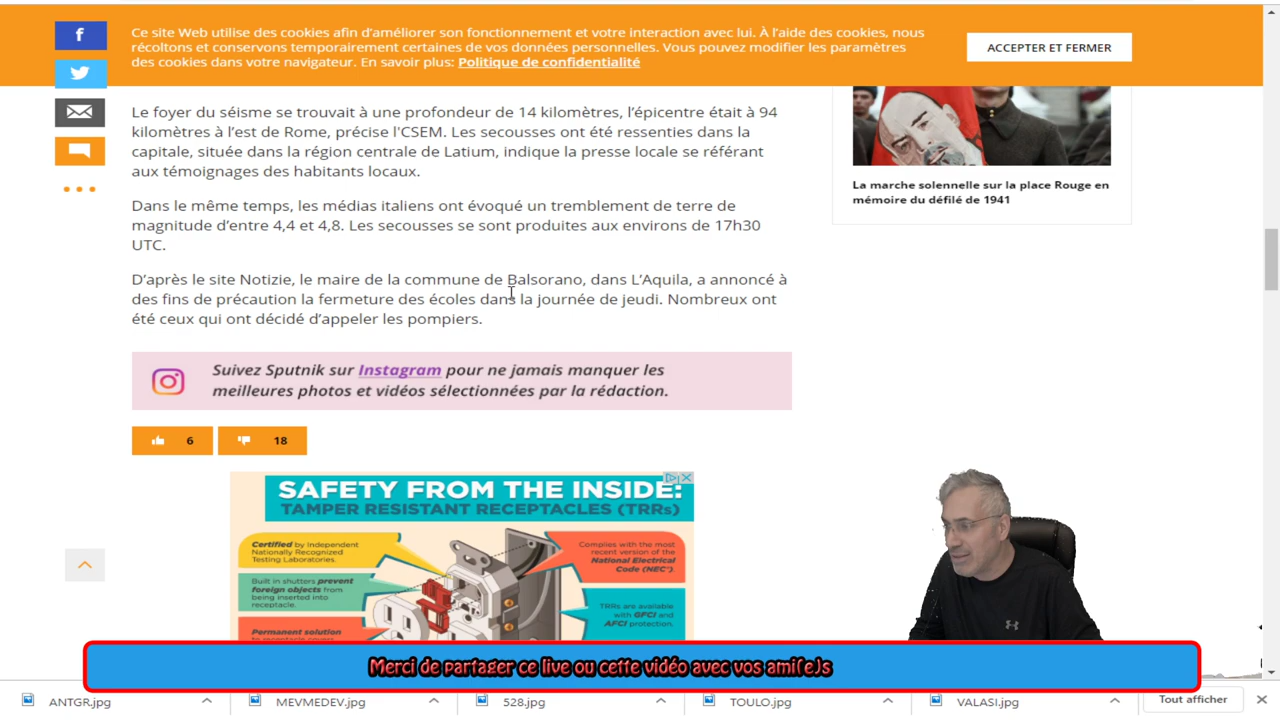 f
Ce site Web utilise des cookies afin d'améliorer son fonctionnement et votre interaction avec lui. À l'aide des cookies, nous
récoltons et conservons temporairement certaines de vos données personnelles. Vous pouvez modifier les paramètres
des cookies dans votre navigateur. En savoir plus: Politique de confidentialité
ACCEPTER ET FERMER
Le foyer du séisme se trouvait à une profondeur de 14 kilomètres, l'épicentre était à 94
kilomètres à l'est de Rome, précise l'CSEM. Les secousses ont été ressenties dans la
capitale, située dans la région centrale de Latium, indique la presse locale se référant
aux témoignages des habitants locaux.
Dans le même temps, les médias italiens ont évoqué un tremblement de terre de
magnitude d'entre 4,4 et 4,8. Les secousses se sont produites aux environs de 17h30
UTC.
D'après le site Notizie, le maire de la commune de Balsorano, dans L'Aquila, a annoncé à
des fins de précaution la fermeture des écoles dans la journée de jeudi. Nombreux ont
été ceux qui ont décidé d'appeler les pompiers.
La marche solennelle sur la place Rouge en
mémoire du défilé de 1941
Suivez Sputnik sur Instagram pour ne jamais manquer les
meilleures photos et vidéos sélectionnées par la rédaction.
6
18
SAFETY FROM THE INSIDE:
TAMPER RESISTANT RECEPTACLES (TRRs)
Certified by Independent
Nationally Recognized
Testing Laboratories.
Complies with the most
recent version of the
National Electrical
Code (NEC®).
Built in shutters prevent
foreign objects from
being inserted into
receptacle.
TRRs are available
with GFCI and
AFCI protection.
Permanent solution
Merci de partager ce live ou cette vidéo avec vos ami(e)s
ANTGR.jpg
MEVMEDEV.jpg
528.jpg
TOULO.jpg
VALASI.jpg
Tout afficher